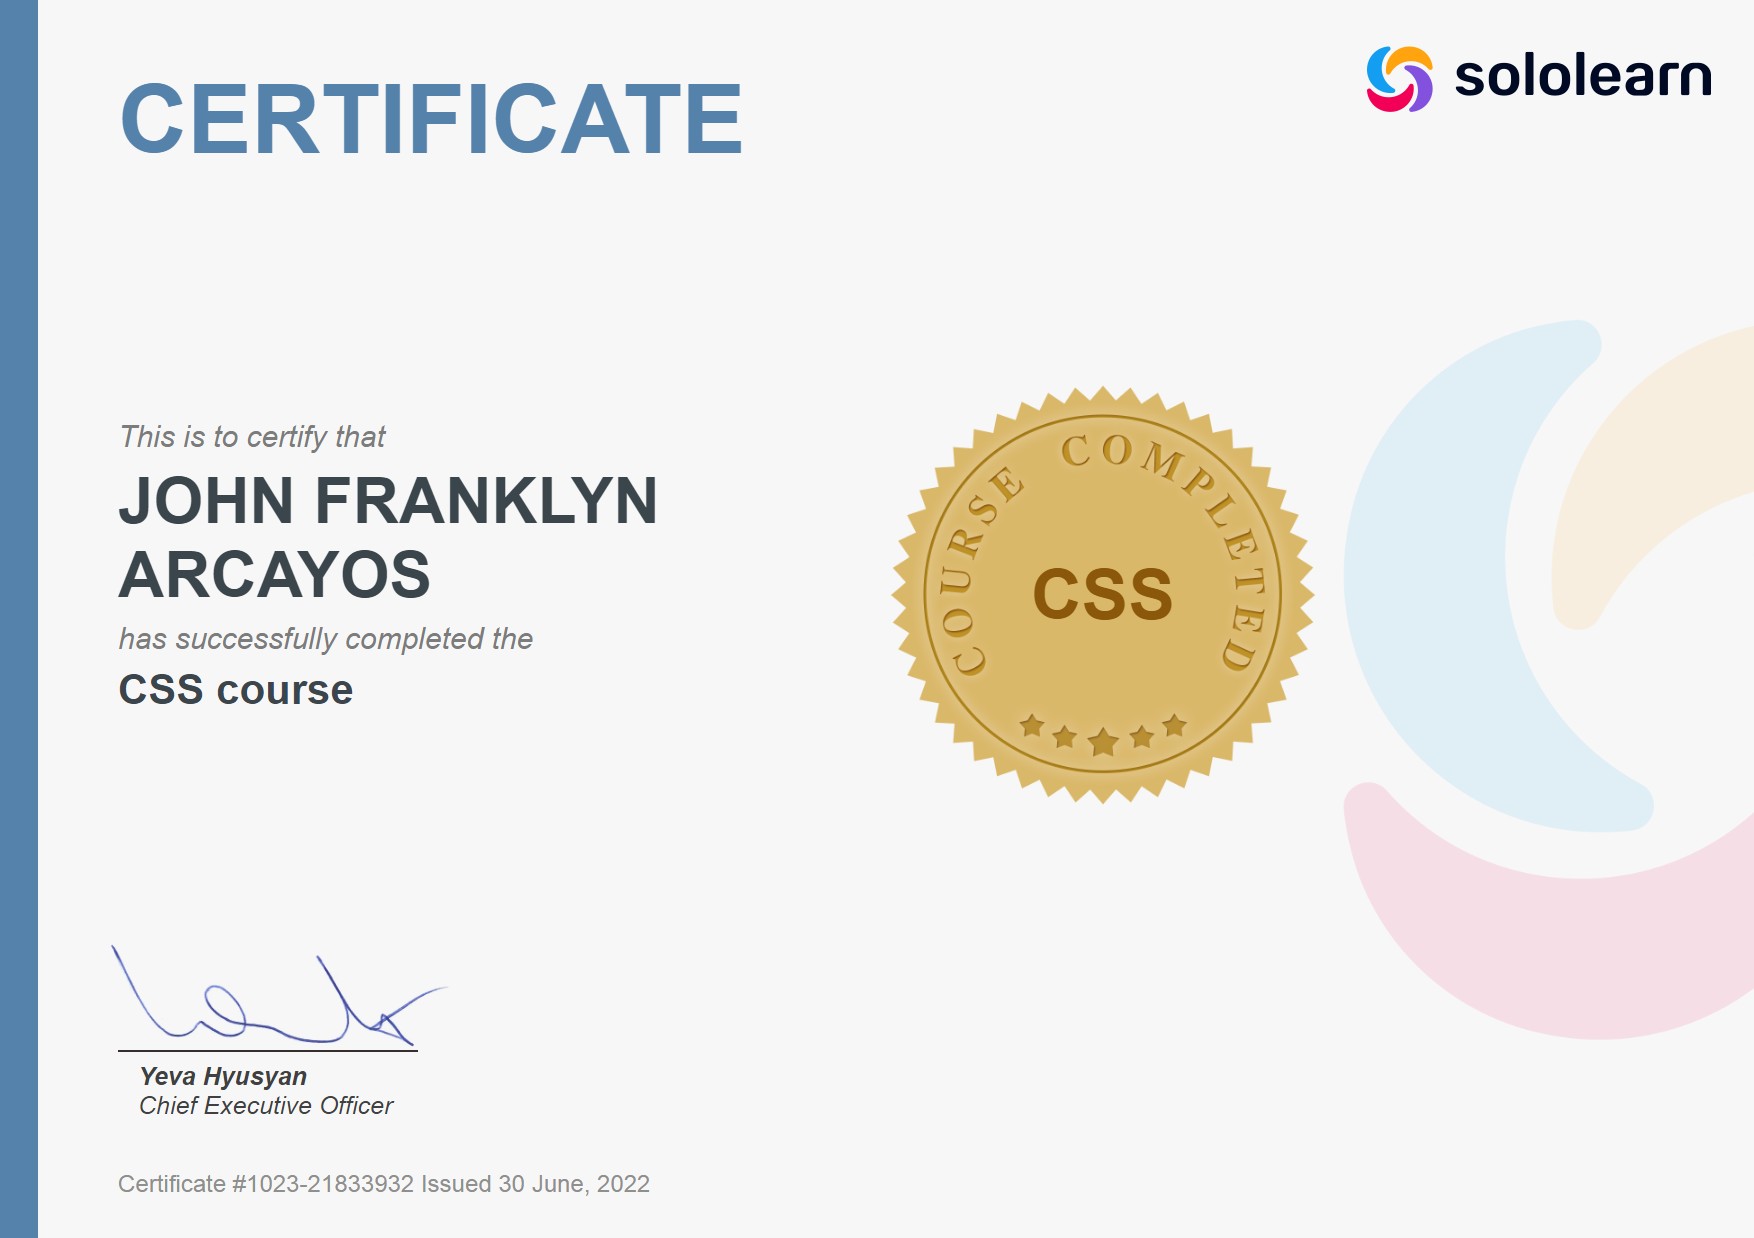 CERTIFICATE
sololearn
This is to certify that
JOHN FRANKLYN
ARCAYOS
has successfully completed the
CSS course
COURSE COMPLETED
CSS
Yeva Hyusyan
Chief Executive Officer
Certificate #1023-21833932 Issued 30 June, 2022